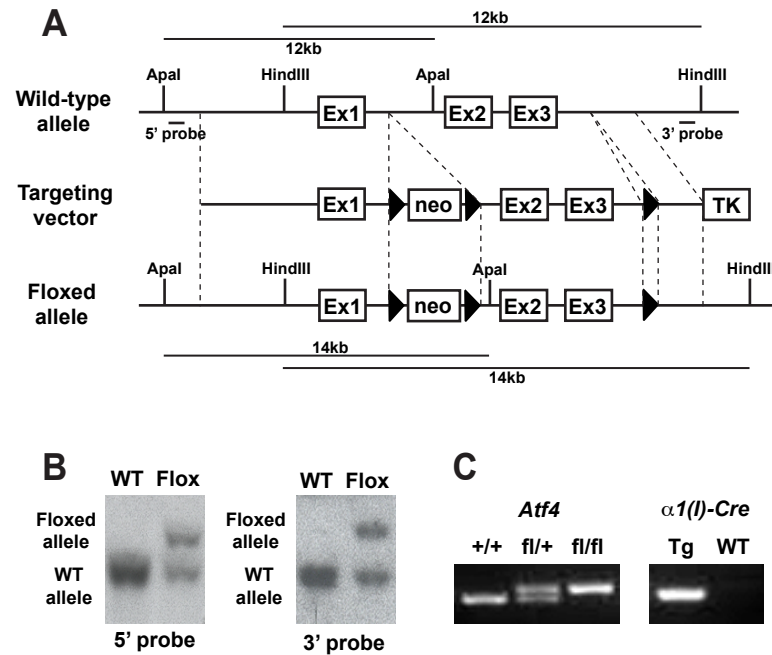 A
12kb
12kb
ApaI HindIII ApaI HindIII
Wild-type allele
Ex1 Ex2 Ex3
5’ probe 3’ probe
Targeting vector
Ex1 neo Ex2 Ex3 TK
ApaI HindIII ApaI HindIII
Floxed allele
Ex1 neo Ex2 Ex3
14kb
14kb
B
WT Flox
Floxed allele
WT allele
5’ probe
WT Flox
Floxed allele
WT allele
3’ probe
C
Atf4
+/+ fl/+ fl/fl
α1(I)-Cre
Tg WT